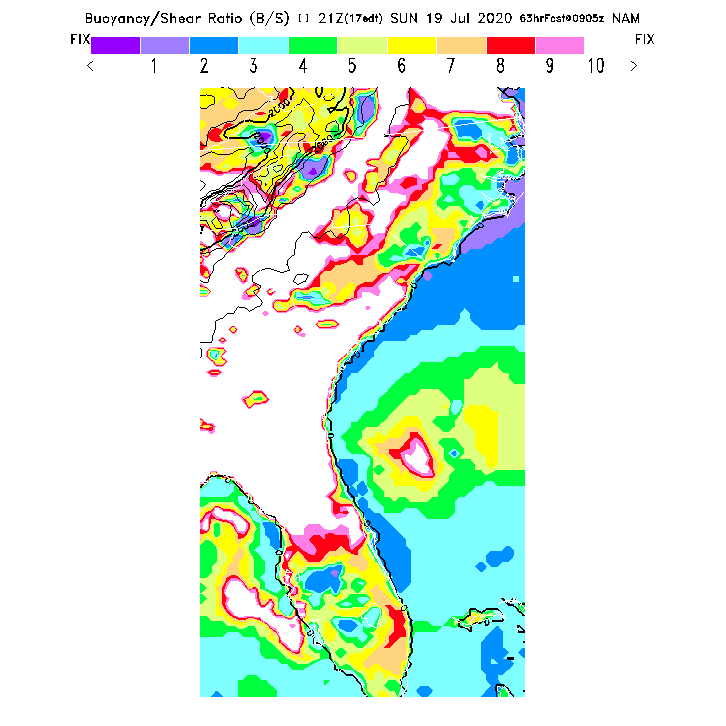 Buoyancy/Shear Ratio (B/S) [] 21Z(17edt) SUN 19 Jul 2020 63hrFcst@0905z NAM
FIX FIX
< 1 2 3 4 5 6 7 8 9 10 >